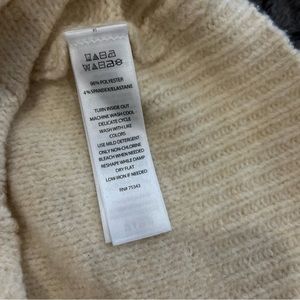 96% POLYESTER
4% SPANDEX/ELASTANE
TURN INSIDE OUT
MACHINE WASH COOL
DELICATE CYCLE
WASH WITH LIKE
COLORS
USE MILD DETERGENT
ONLY NON-CHLORINE
BLEACH WHEN NEEDED
RESHAPE WHILE DAMP
DRY FLAT
LOW IRON IF NEEDED
RN# 71343